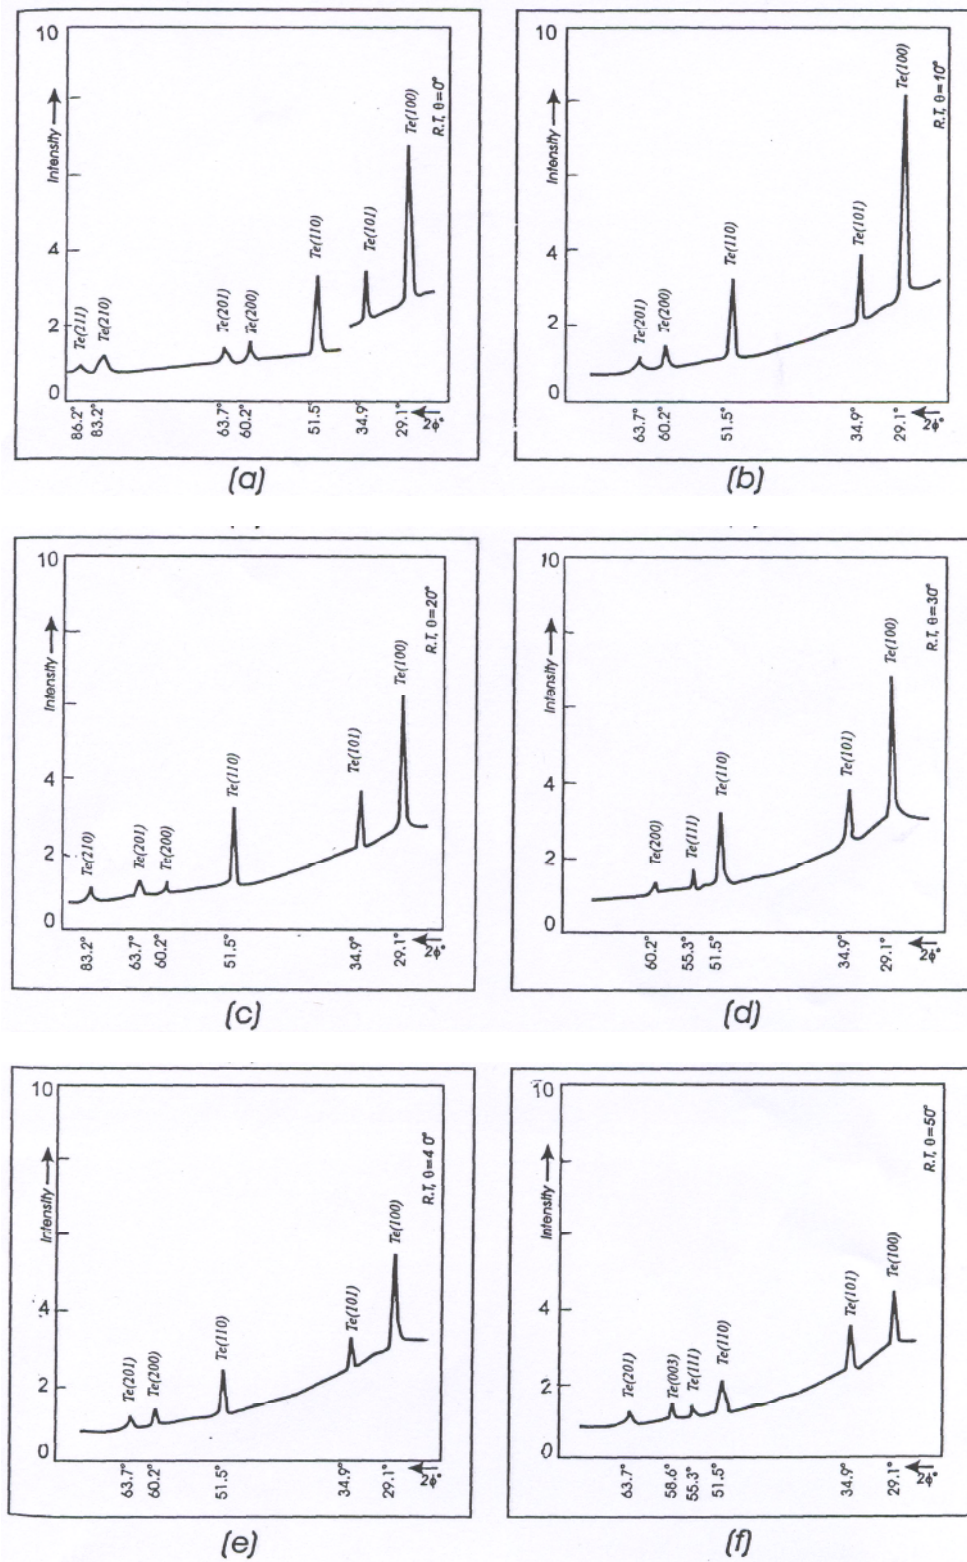 10
Intensity
4
2
0
Te(211)
Te(210)
Te(201)
Te(200)
Te(110)
Te(101)
Te(100)
R.T, θ=0°
86.2°
83.2°
63.7°
60.2°
51.5°
34.9°
29.1°
2ϕ°
(a)
10
Intensity
4
2
0
Te(201)
Te(200)
Te(110)
Te(101)
Te(100)
R.T, θ=10°
63.7°
60.2°
51.5°
34.9°
29.1°
2ϕ°
(b)
10
Intensity
4
2
0
Te(210)
Te(201)
Te(200)
Te(110)
Te(101)
Te(100)
R.T, θ=20°
83.2°
63.7°
60.2°
51.5°
34.9°
29.1°
2ϕ°
(c)
10
Intensity
4
2
0
Te(200)
Te(111)
Te(110)
Te(101)
Te(100)
R.T, θ=30°
60.2°
55.3°
51.5°
34.9°
29.1°
2ϕ°
(d)
10
Intensity
4
2
0
Te(201)
Te(200)
Te(110)
Te(101)
Te(100)
R.T, θ=4 0°
63.7°
60.2°
51.5°
34.9°
29.1°
2ϕ°
(e)
10
Intensity
4
2
0
Te(201)
Te(003)
Te(111)
Te(110)
Te(101)
Te(100)
R.T, θ=50°
63.7°
58.6°
55.3°
51.5°
34.9°
29.1°
2ϕ°
(f)